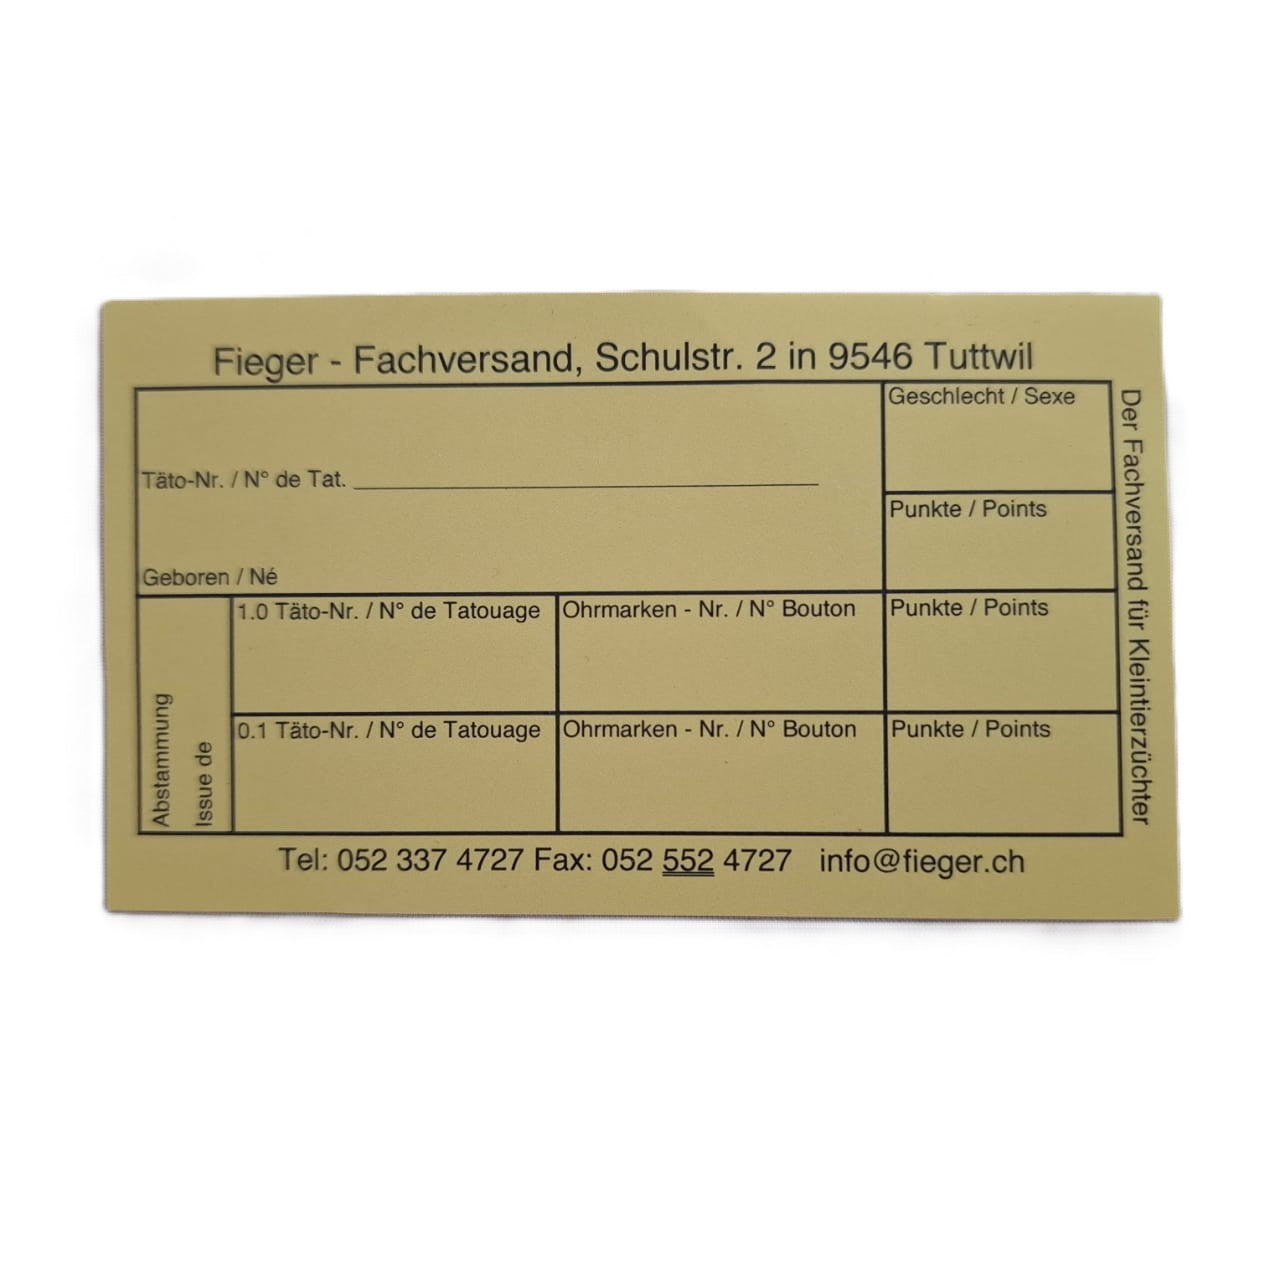 Fieger - Fachversand, Schulstr. 2 in 9546 Tuttwil
Geschlecht / Sexe
Täto-Nr. / N° de Tat.
Punkte / Points
Geboren / Né
Abstammung
Issue de
1.0 Täto-Nr. / N° de Tatouage
Ohrmarken - Nr. / N° Bouton
Punkte / Points
0.1 Täto-Nr. / N° de Tatouage
Ohrmarken - Nr. / N° Bouton
Punkte / Points
Der Fachversand für Kleintierzüchter
Tel: 052 337 4727 Fax: 052 552 4727 info@fieger.ch